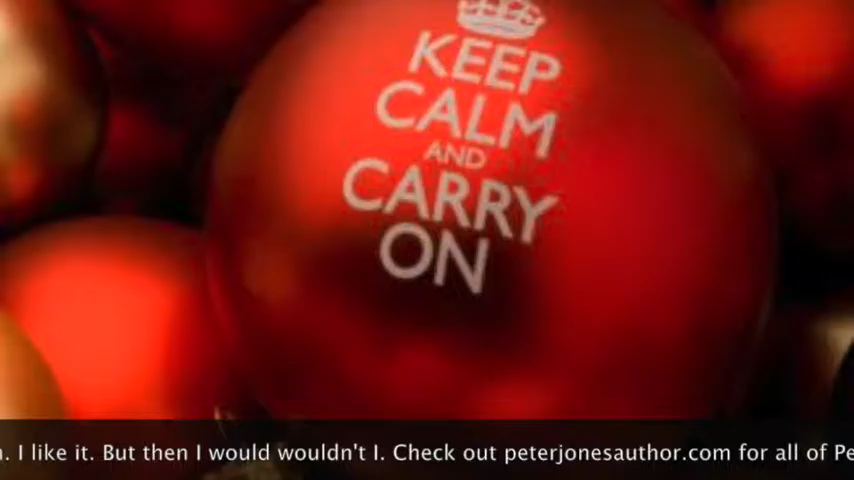 KEEP
CALM
AND
CARRY
ON
. I like it. But then I would wouldn't I. Check out peterjonesauthor.com for all of